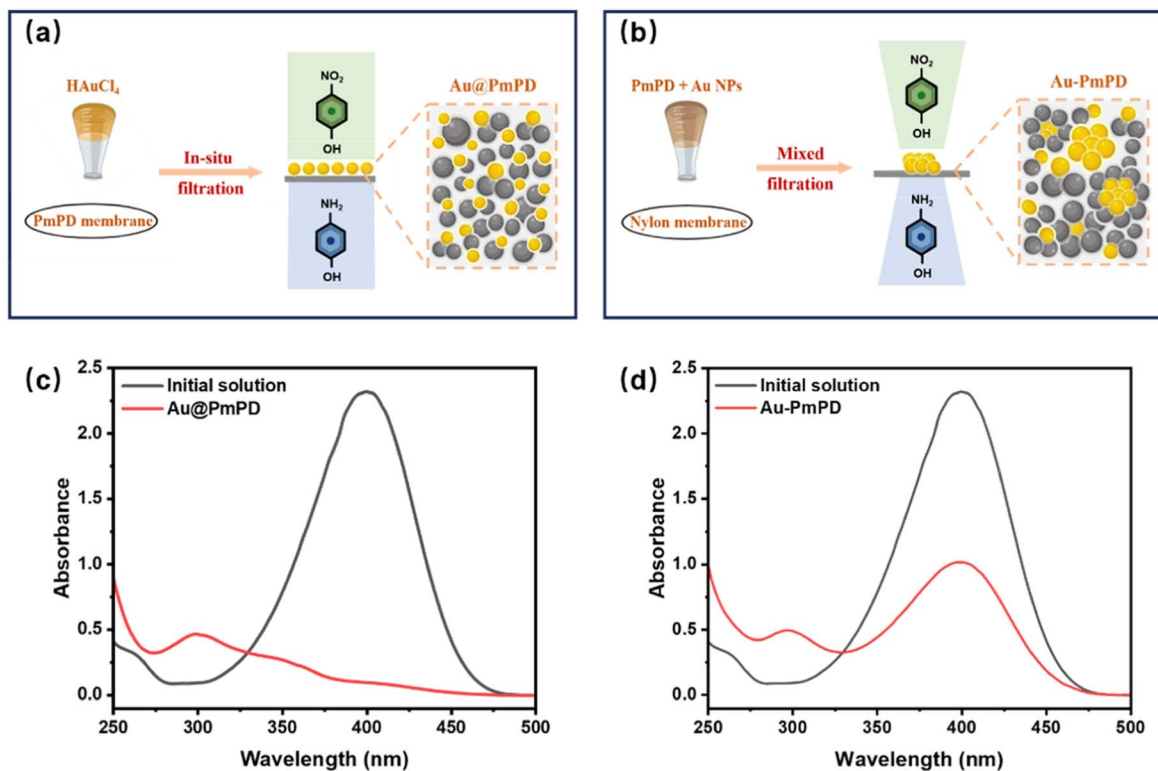 (a)
HAuCl₄
PmPD membrane
In-situ
filtration
NO₂
OH
NH₂
OH
Au@PmPD
(b)
PmPD + Au NPs
Nylon membrane
Mixed
filtration
NO₂
OH
NH₂
OH
Au-PmPD
(c)
Initial solution
Au@PmPD
Absorbance
2.5
2.0
1.5
1.0
0.5
0.0
250 300 350 400 450 500
Wavelength (nm)
(d)
Initial solution
Au-PmPD
Absorbance
2.5
2.0
1.5
1.0
0.5
0.0
250 300 350 400 450 500
Wavelength (nm)